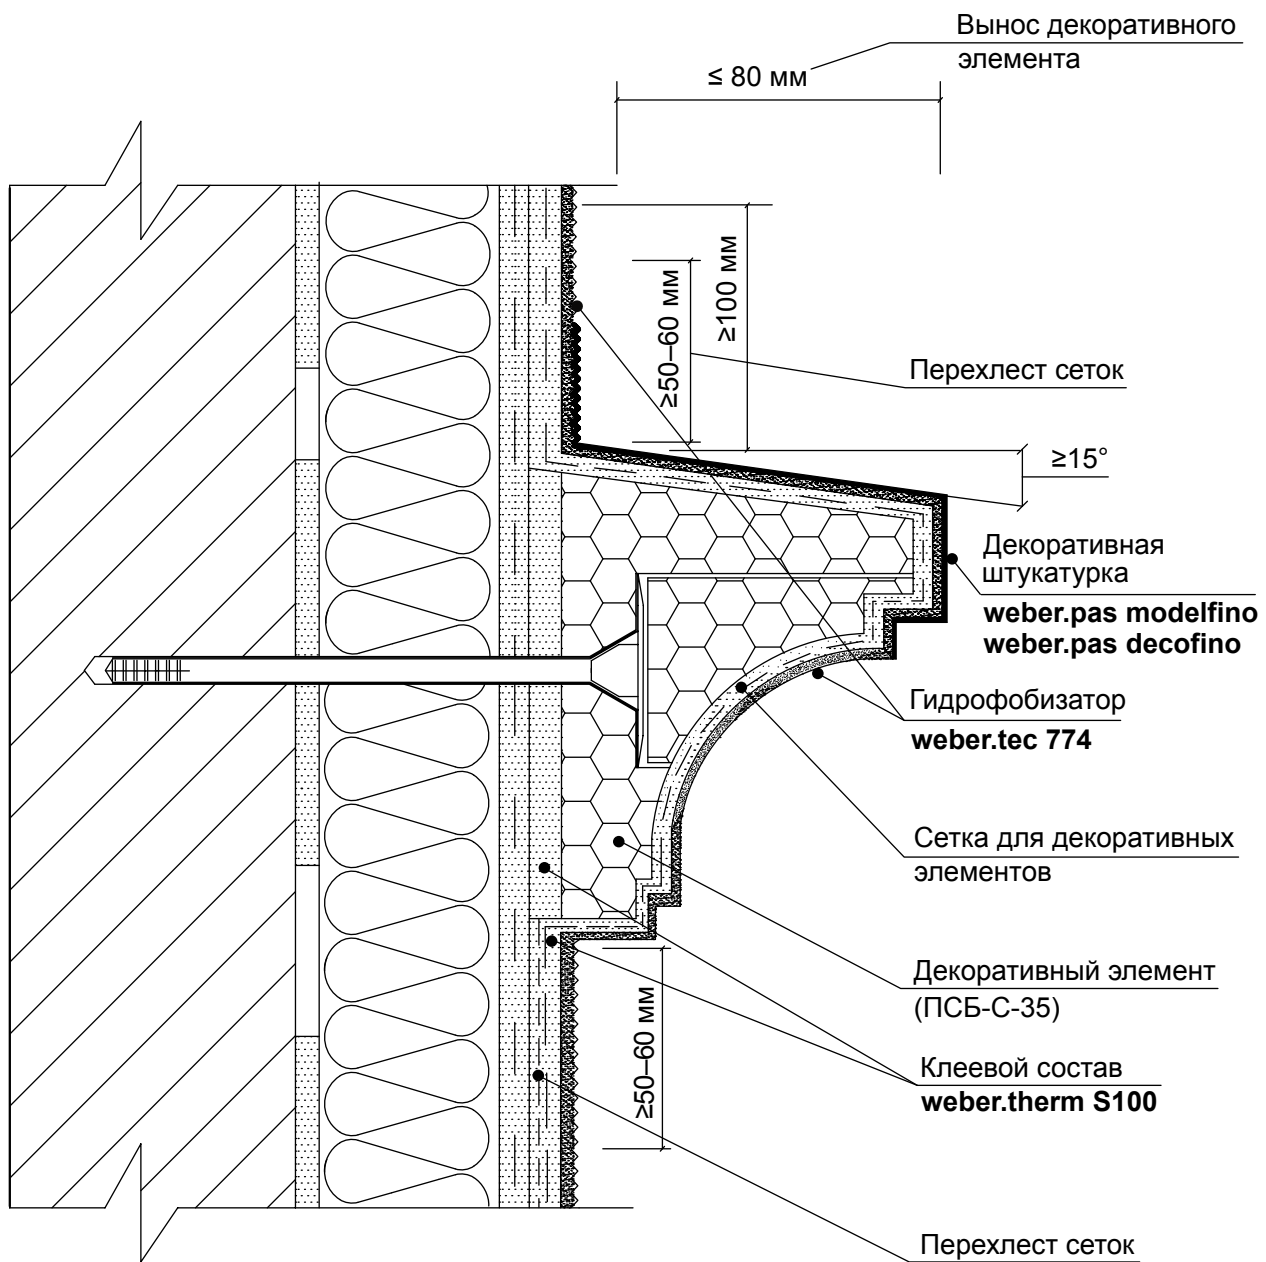 Вынос декоративного
элемента
≤ 80 мм
≥100 мм
≥50–60 мм
Перехлест сеток
≥15°
Декоративная
штукатурка
weber.pas modelfino
weber.pas decofino
Гидрофобизатор
weber.tec 774
Сетка для декоративных
элементов
Декоративный элемент
(ПСБ-С-35)
≥50–60 мм
Клеевой состав
weber.therm S100
Перехлест сеток